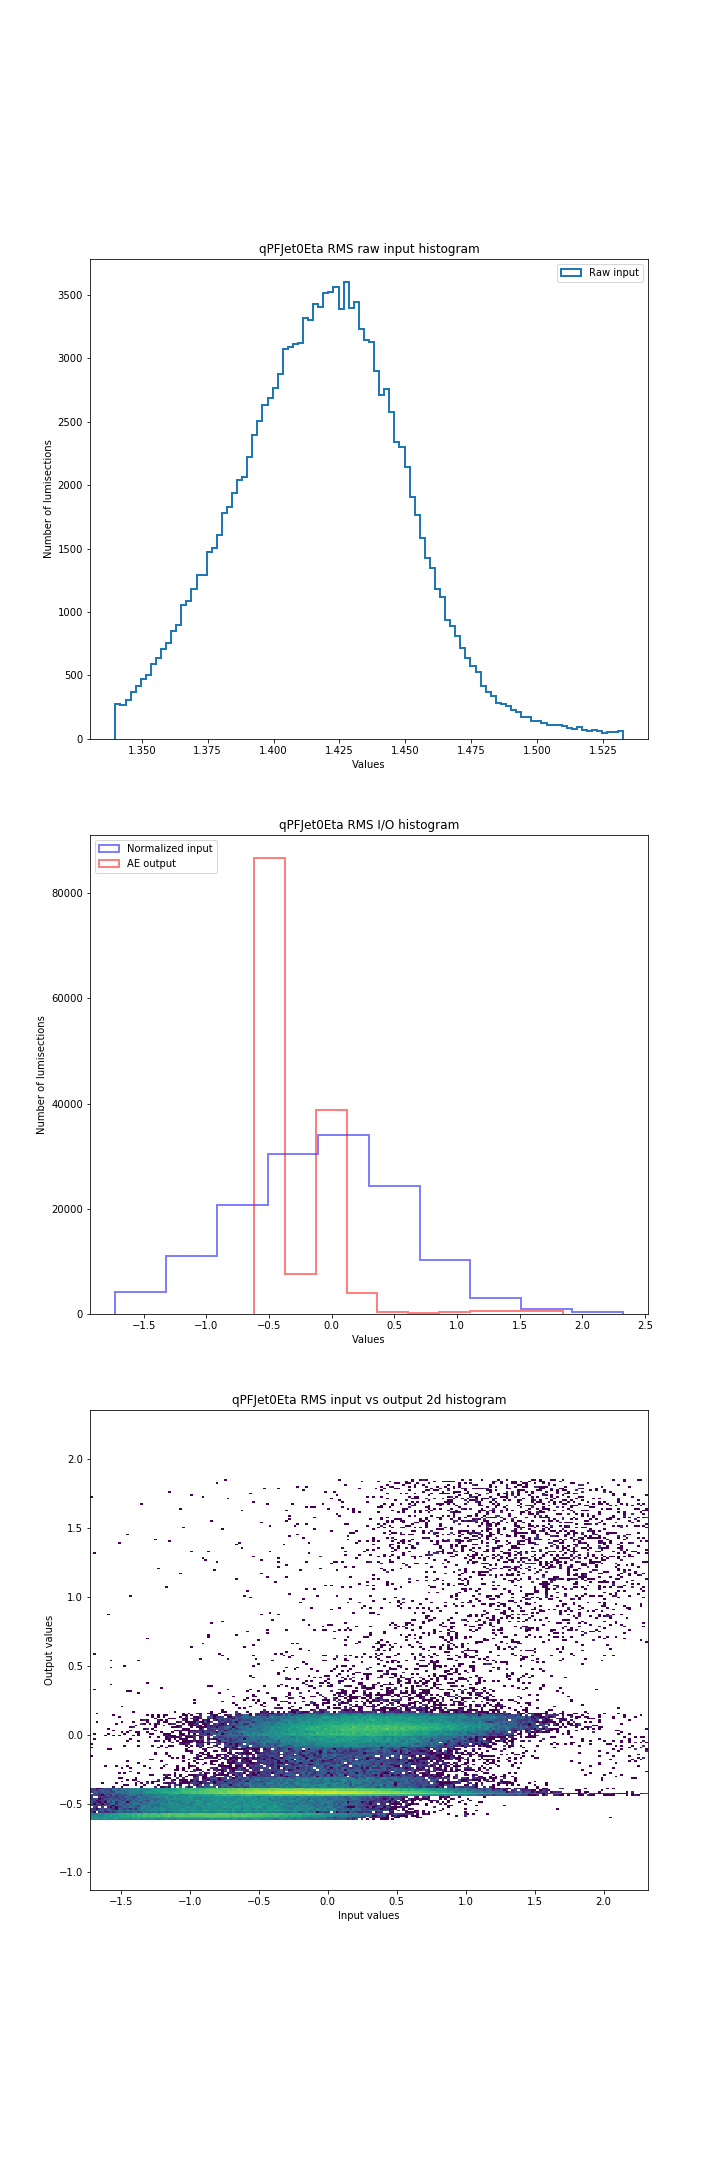 qPFJet0Eta RMS raw input histogram
Raw input
3500
3000
2500
2000
1500
1000
500
0
Number of lumisections
1.350 1.375 1.400 1.425 1.450 1.475 1.500 1.525
Values
qPFJet0Eta RMS I/O histogram
Normalized input
AE output
80000
60000
40000
20000
0
Number of lumisections
−1.5 −1.0 −0.5 0.0 0.5 1.0 1.5 2.0 2.5
Values
qPFJet0Eta RMS input vs output 2d histogram
2.0
1.5
1.0
0.5
0.0
−0.5
−1.0
Output values
−1.5 −1.0 −0.5 0.0 0.5 1.0 1.5 2.0
Input values